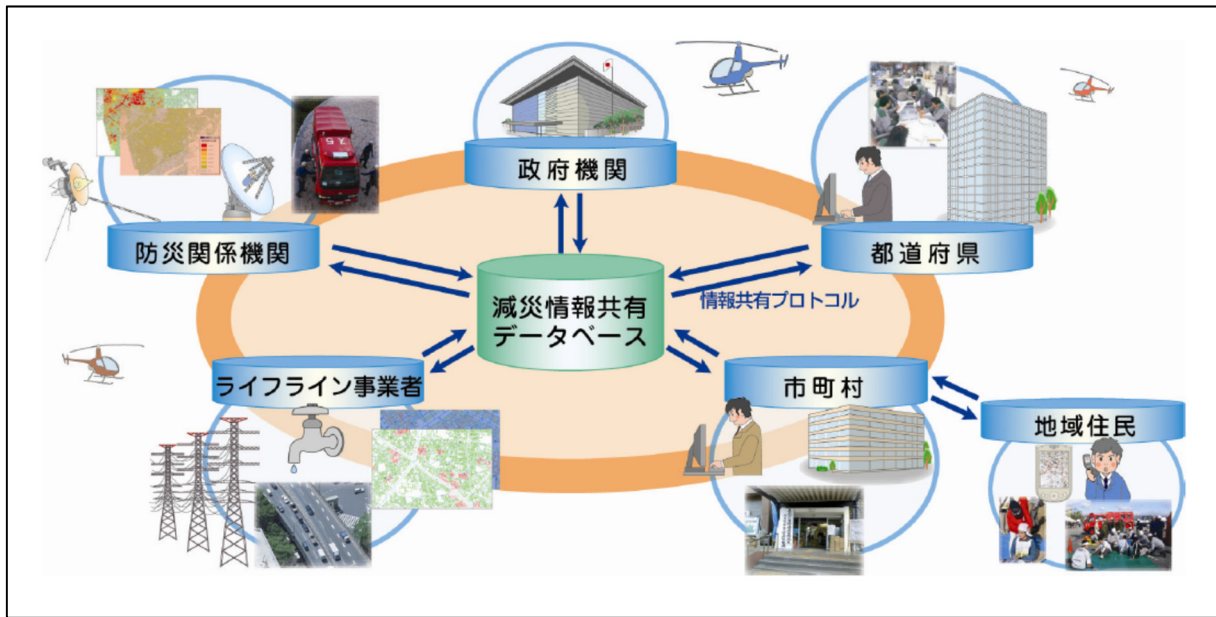 政府機関
防災関係機関
都道府県
減災情報共有
データベース
情報共有プロトコル
ライフライン事業者
市町村
地域住民